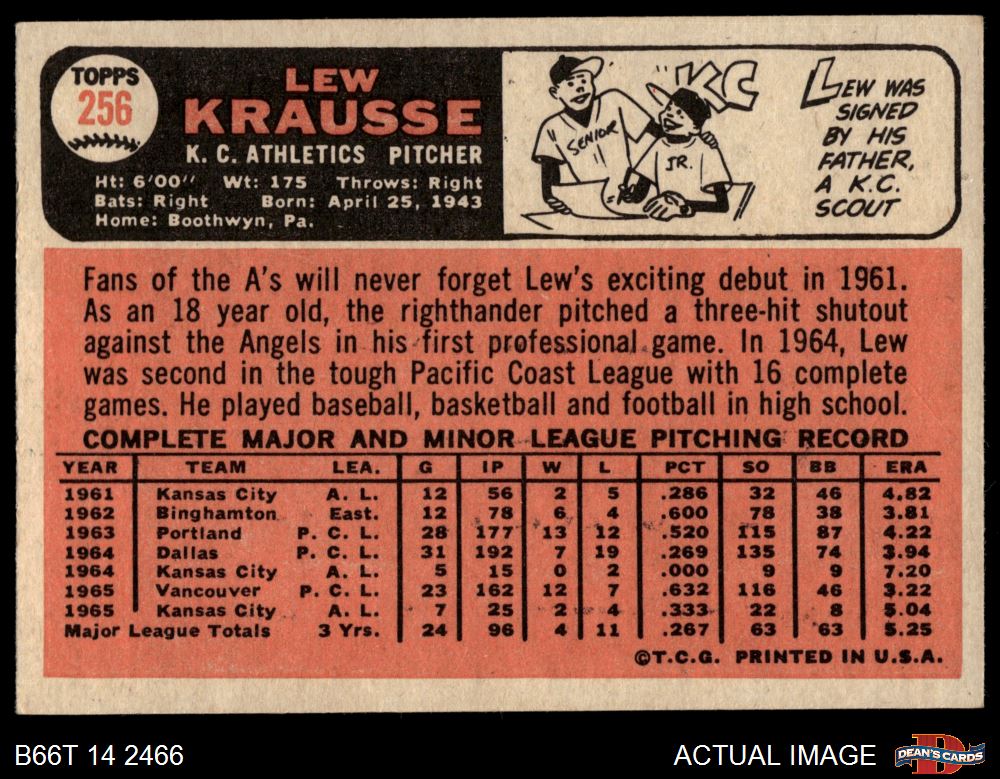 TOPPS
256
LEW
KRAUSSE
K. C. ATHLETICS PITCHER
Ht: 6'00" Wt: 175 Throws: Right
Bats: Right Born: April 25, 1943
Home: Boothwyn, Pa.
SENIOR
KC
JR.
LEW WAS
SIGNED
BY HIS
FATHER,
A K.C.
SCOUT
Fans of the A's will never forget Lew's exciting debut in 1961.
As an 18 year old, the righthander pitched a three-hit shutout
against the Angels in his first professional game. In 1964, Lew
was second in the tough Pacific Coast League with 16 complete
games. He played baseball, basketball and football in high school.
COMPLETE MAJOR AND MINOR LEAGUE PITCHING RECORD
YEAR TEAM LEA. G IP W L PCT SO BB ERA
1961 Kansas City A. L. 12 56 2 5 .286 32 46 4.82
1962 Binghamton East. 12 78 6 4 .600 78 38 3.81
1963 Portland P. C. L. 28 177 13 12 .520 115 87 4.22
1964 Dallas P. C. L. 31 192 7 19 .269 135 74 3.94
1964 Kansas City A. L. 5 15 0 2 .000 9 9 7.20
1965 Vancouver P. C. L. 23 162 12 7 .632 116 46 3.22
1965 Kansas City A. L. 7 25 2 4 .333 22 8 5.04
Major League Totals 3 Yrs. 24 96 4 11 .267 63 63 5.25
©T.C.G. PRINTED IN U.S.A.
B66T 14 2466
ACTUAL IMAGE
D
DEAN'S CARDS